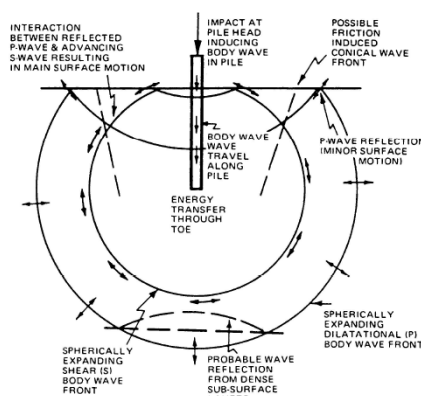 INTERACTION
BETWEEN REFLECTED
P-WAVE & ADVANCING
S-WAVE RESULTING
IN MAIN SURFACE MOTION
IMPACT AT
PILE HEAD
INDUCING
BODY WAVE
IN PILE
POSSIBLE
FRICTION
INDUCED
CONICAL WAVE
FRONT
BODY WAVE
WAVE
TRAVEL
ALONG
PILE
P-WAVE REFLECTION
(MINOR SURFACE
MOTION)
ENERGY
TRANSFER
THROUGH
TOE
SPHERICALLY
EXPANDING
SHEAR (S)
BODY WAVE
FRONT
PROBABLE WAVE
REFLECTION
FROM DENSE
SUB-SURFACE
SPHERICALLY
EXPANDING
DILATATIONAL (P)
BODY WAVE FRONT